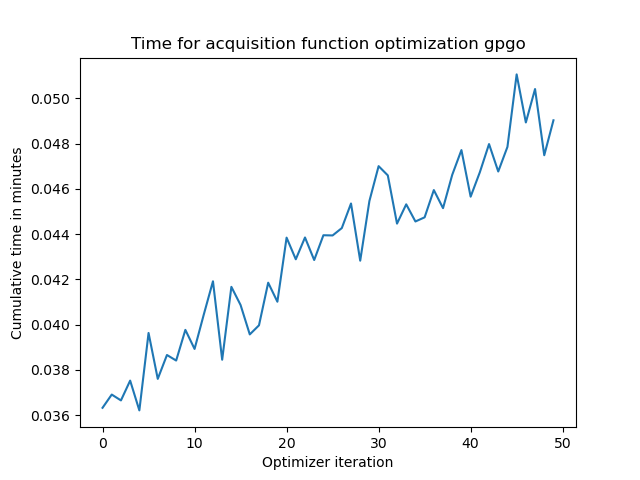 Time for acquisition function optimization gpgo
Cumulative time in minutes
0.050
0.048
0.046
0.044
0.042
0.040
0.038
0.036
0 10 20 30 40 50
Optimizer iteration